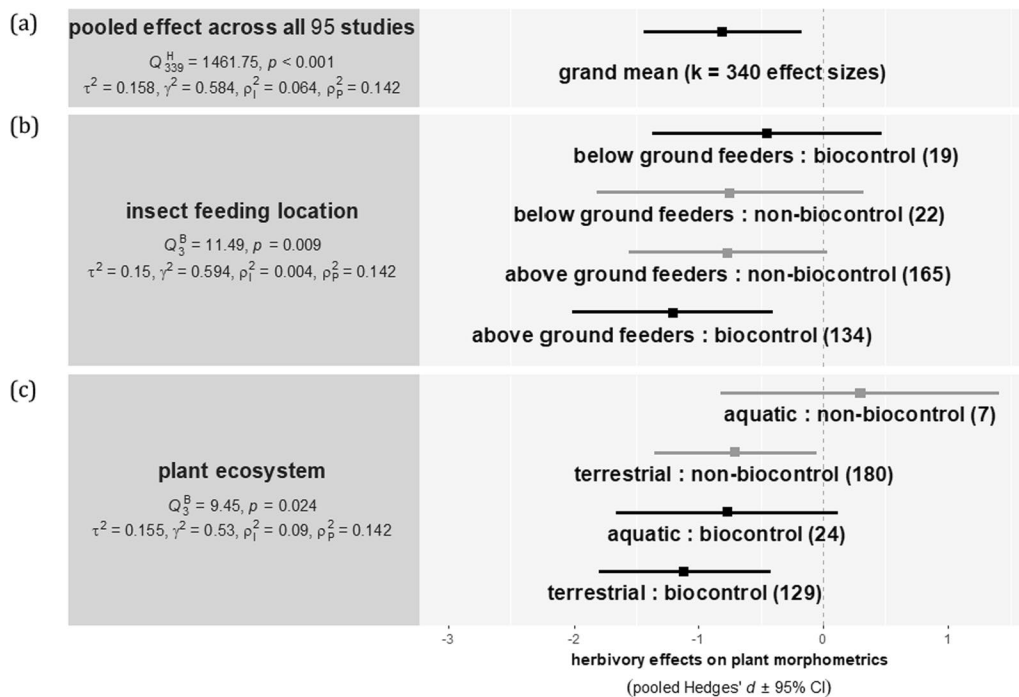 (a)
pooled effect across all 95 studies
Q^H_339 = 1461.75, p < 0.001
τ² = 0.158, γ² = 0.584, ρ²_I = 0.064, ρ²_P = 0.142
grand mean (k = 340 effect sizes)
(b)
insect feeding location
Q^B_3 = 11.49, p = 0.009
τ² = 0.15, γ² = 0.594, ρ²_I = 0.004, ρ²_P = 0.142
below ground feeders : biocontrol (19)
below ground feeders : non-biocontrol (22)
above ground feeders : non-biocontrol (165)
above ground feeders : biocontrol (134)
(c)
plant ecosystem
Q^B_3 = 9.45, p = 0.024
τ² = 0.155, γ² = 0.53, ρ²_I = 0.09, ρ²_P = 0.142
aquatic : non-biocontrol (7)
terrestrial : non-biocontrol (180)
aquatic : biocontrol (24)
terrestrial : biocontrol (129)
-3 -2 -1 0 1
herbivory effects on plant morphometrics
(pooled Hedges' d ± 95% CI)